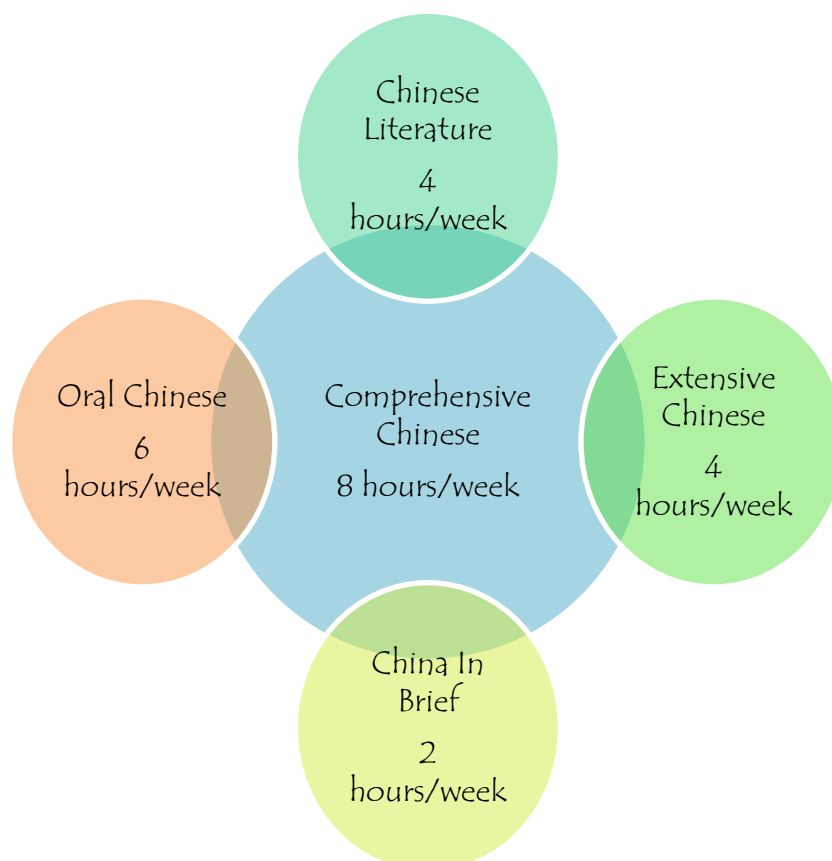 Chinese
Literature
4
hours/week
Oral Chinese
6
hours/week
Comprehensive
Chinese
8 hours/week
Extensive
Chinese
4
hours/week
China In
Brief
2
hours/week